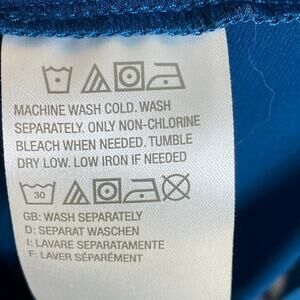 MACHINE WASH COLD. WASH
SEPARATELY. ONLY NON-CHLORINE
BLEACH WHEN NEEDED. TUMBLE
DRY LOW. LOW IRON IF NEEDED
30
GB: WASH SEPARATELY
D: SEPARAT WASCHEN
I: LAVARE SEPARATAMENTE
F: LAVER SÉPARÉMENT